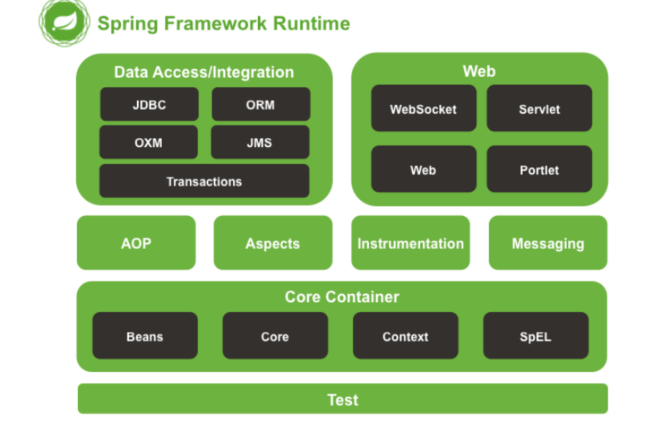 Spring Framework Runtime
Data Access/Integration
JDBC
ORM
OXM
JMS
Transactions
Web
WebSocket
Servlet
Web
Portlet
AOP
Aspects
Instrumentation
Messaging
Core Container
Beans
Core
Context
SpEL
Test